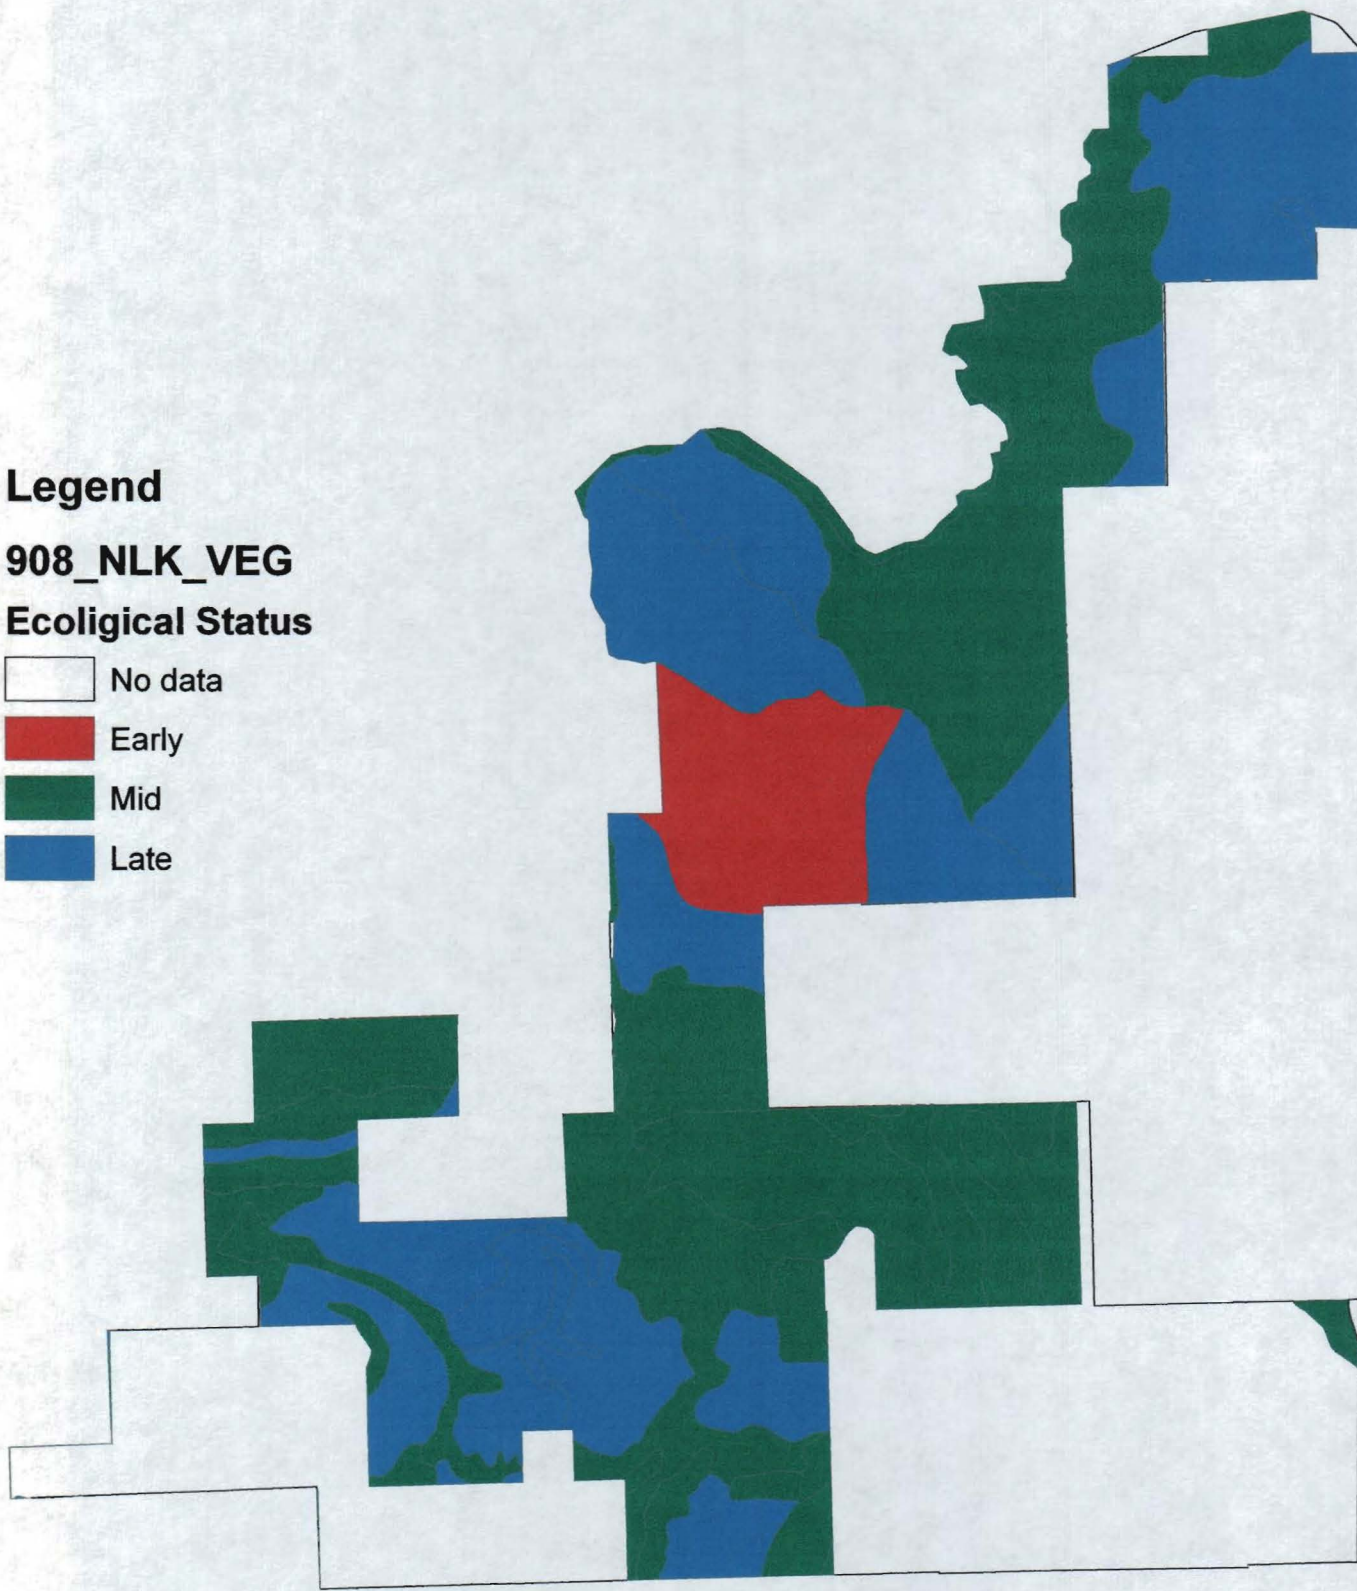 Legend
908_NLK_VEG
Ecoligical Status
No data
Early
Mid
Late